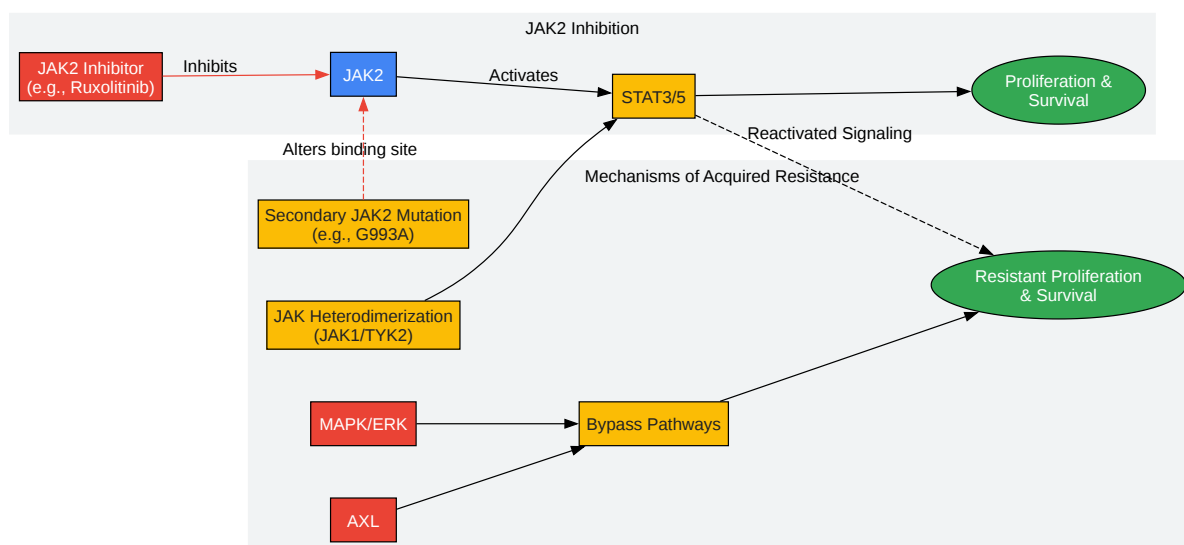 JAK2 Inhibition
JAK2 Inhibitor
(e.g., Ruxolitinib)
Inhibits
JAK2
Activates
STAT3/5
Proliferation &
Survival
Reactivated Signaling
Alters binding site
Mechanisms of Acquired Resistance
Secondary JAK2 Mutation
(e.g., G993A)
Resistant Proliferation
& Survival
JAK Heterodimerization
(JAK1/TYK2)
MAPK/ERK
Bypass Pathways
AXL